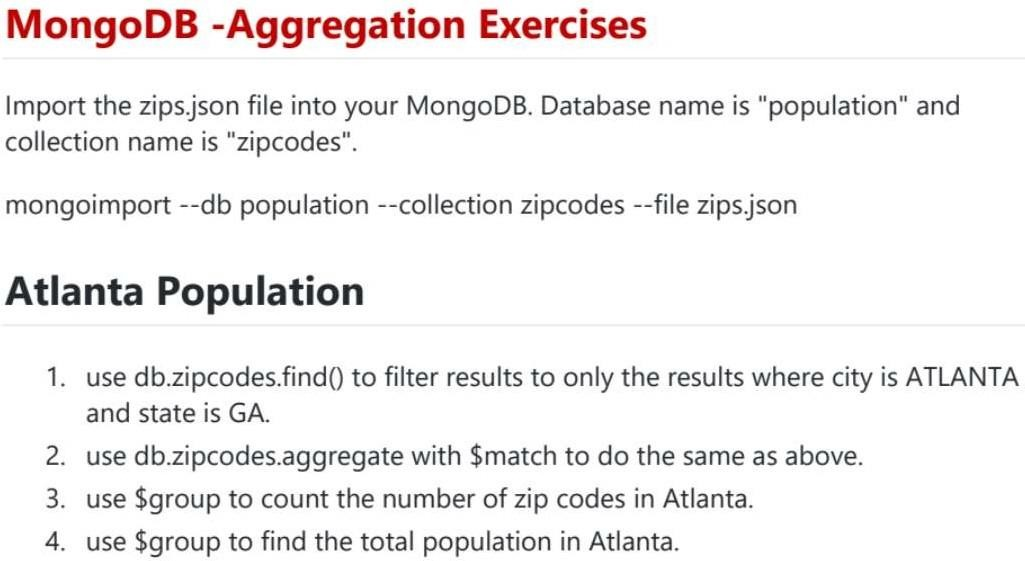 MongoDB -Aggregation Exercises
Import the zips.json file into your MongoDB. Database name is "population" and
collection name is "zipcodes".
mongoimport --db population --collection zipcodes --file zips.json
Atlanta Population
1. use db.zipcodes.find() to filter results to only the results where city is ATLANTA
and state is GA.
2. use db.zipcodes.aggregate with $match to do the same as above.
3. use $group to count the number of zip codes in Atlanta.
4. use $group to find the total population in Atlanta.